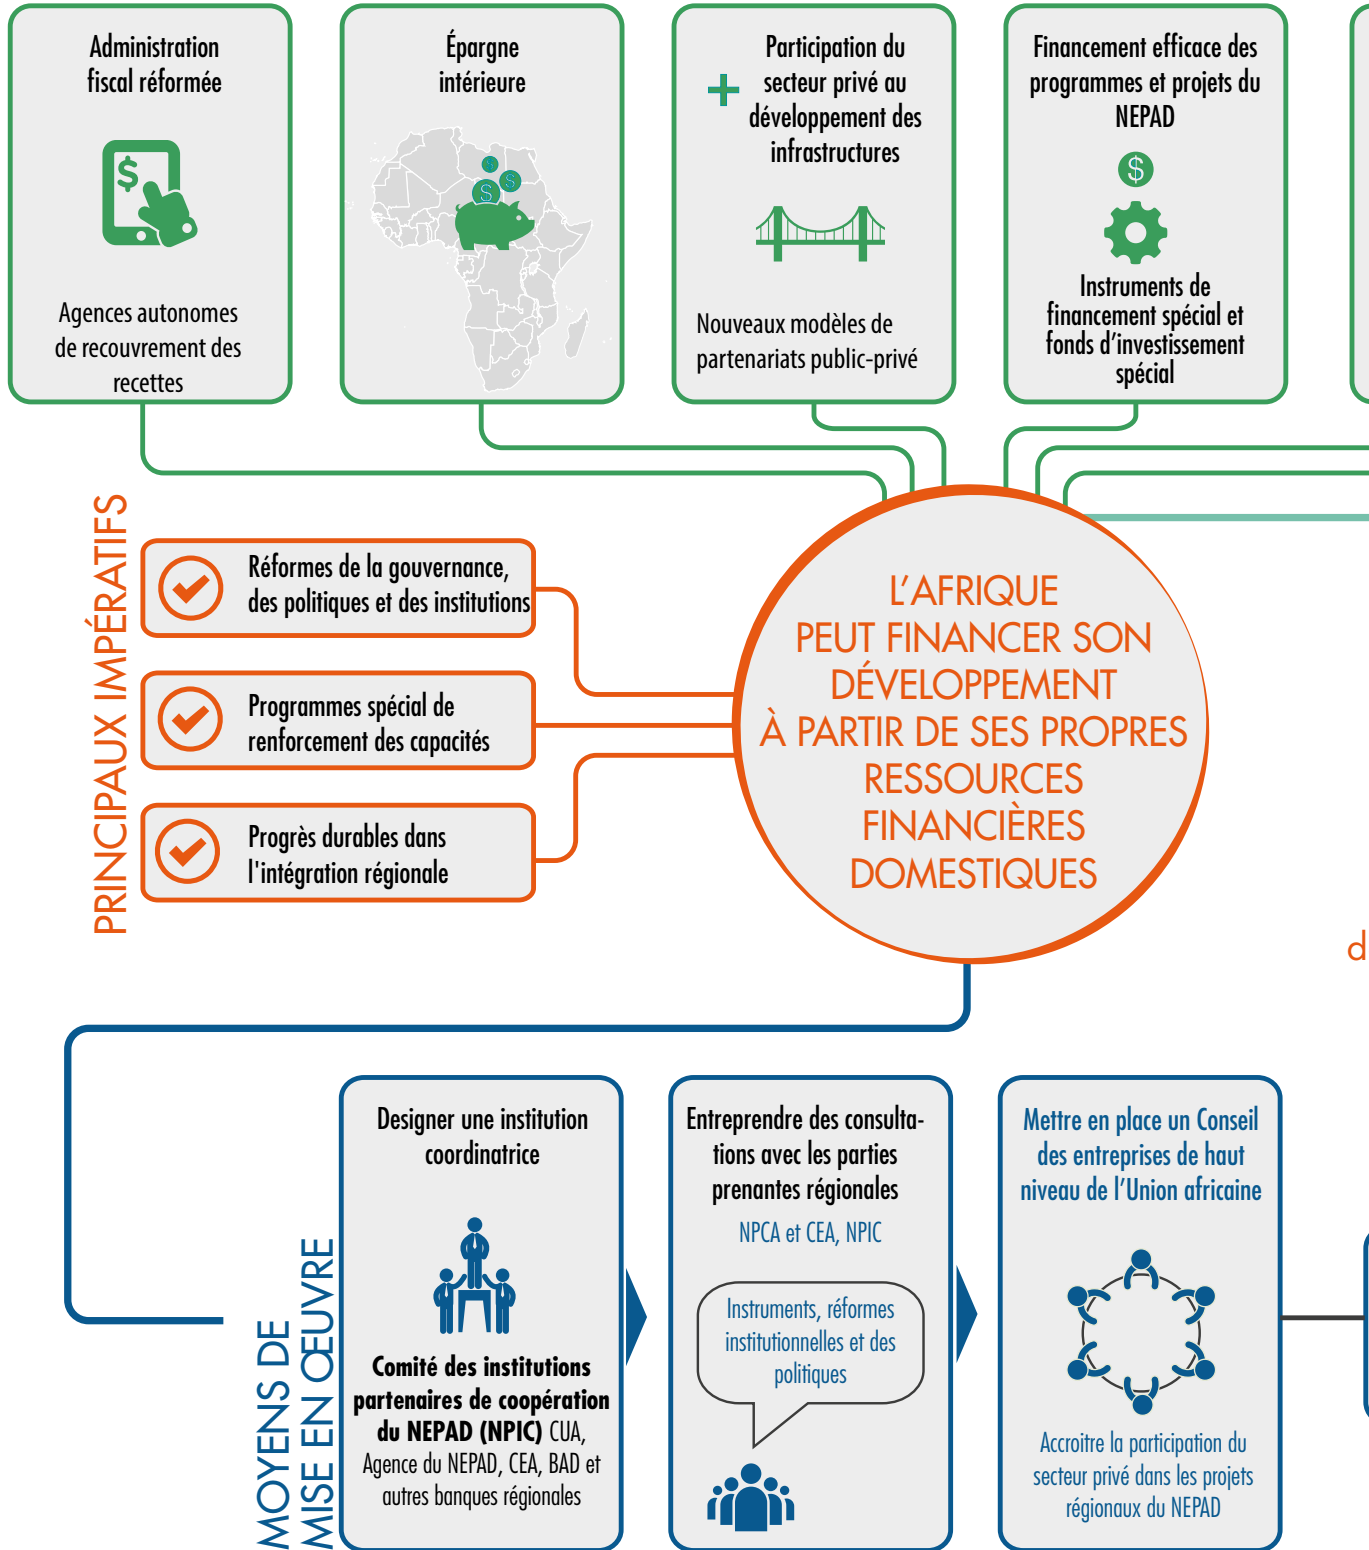 Administration
fiscal réformée
Agences autonomes
de recouvrement des
recettes
Épargne
intérieure
Participation du
secteur privé au
développement des
infrastructures
Nouveaux modèles de
partenariats public-privé
Financement efficace des
programmes et projets du
NEPAD
Instruments de
financement spécial et
fonds d'investissement
spécial
PRINCIPAUX IMPÉRATIFS
Réformes de la gouvernance,
des politiques et des institutions
Programmes spécial de
renforcement des capacités
Progrès durables dans
l'intégration régionale
L'AFRIQUE
PEUT FINANCER SON
DÉVELOPPEMENT
À PARTIR DE SES PROPRES
RESSOURCES
FINANCIÈRES
DOMESTIQUES
d
MOYENS DE
MISE EN ŒUVRE
Designer une institution
coordinatrice
Comité des institutions
partenaires de coopération
du NEPAD (NPIC) CUA,
Agence du NEPAD, CEA, BAD et
autres banques régionales
Entreprendre des consulta-
tions avec les parties
prenantes régionales
NPCA et CEA, NPIC
Instruments, réformes
institutionnelles et des
politiques
Mettre en place un Conseil
des entreprises de haut
niveau de l'Union africaine
Accroitre la participation du
secteur privé dans les projets
régionaux du NEPAD